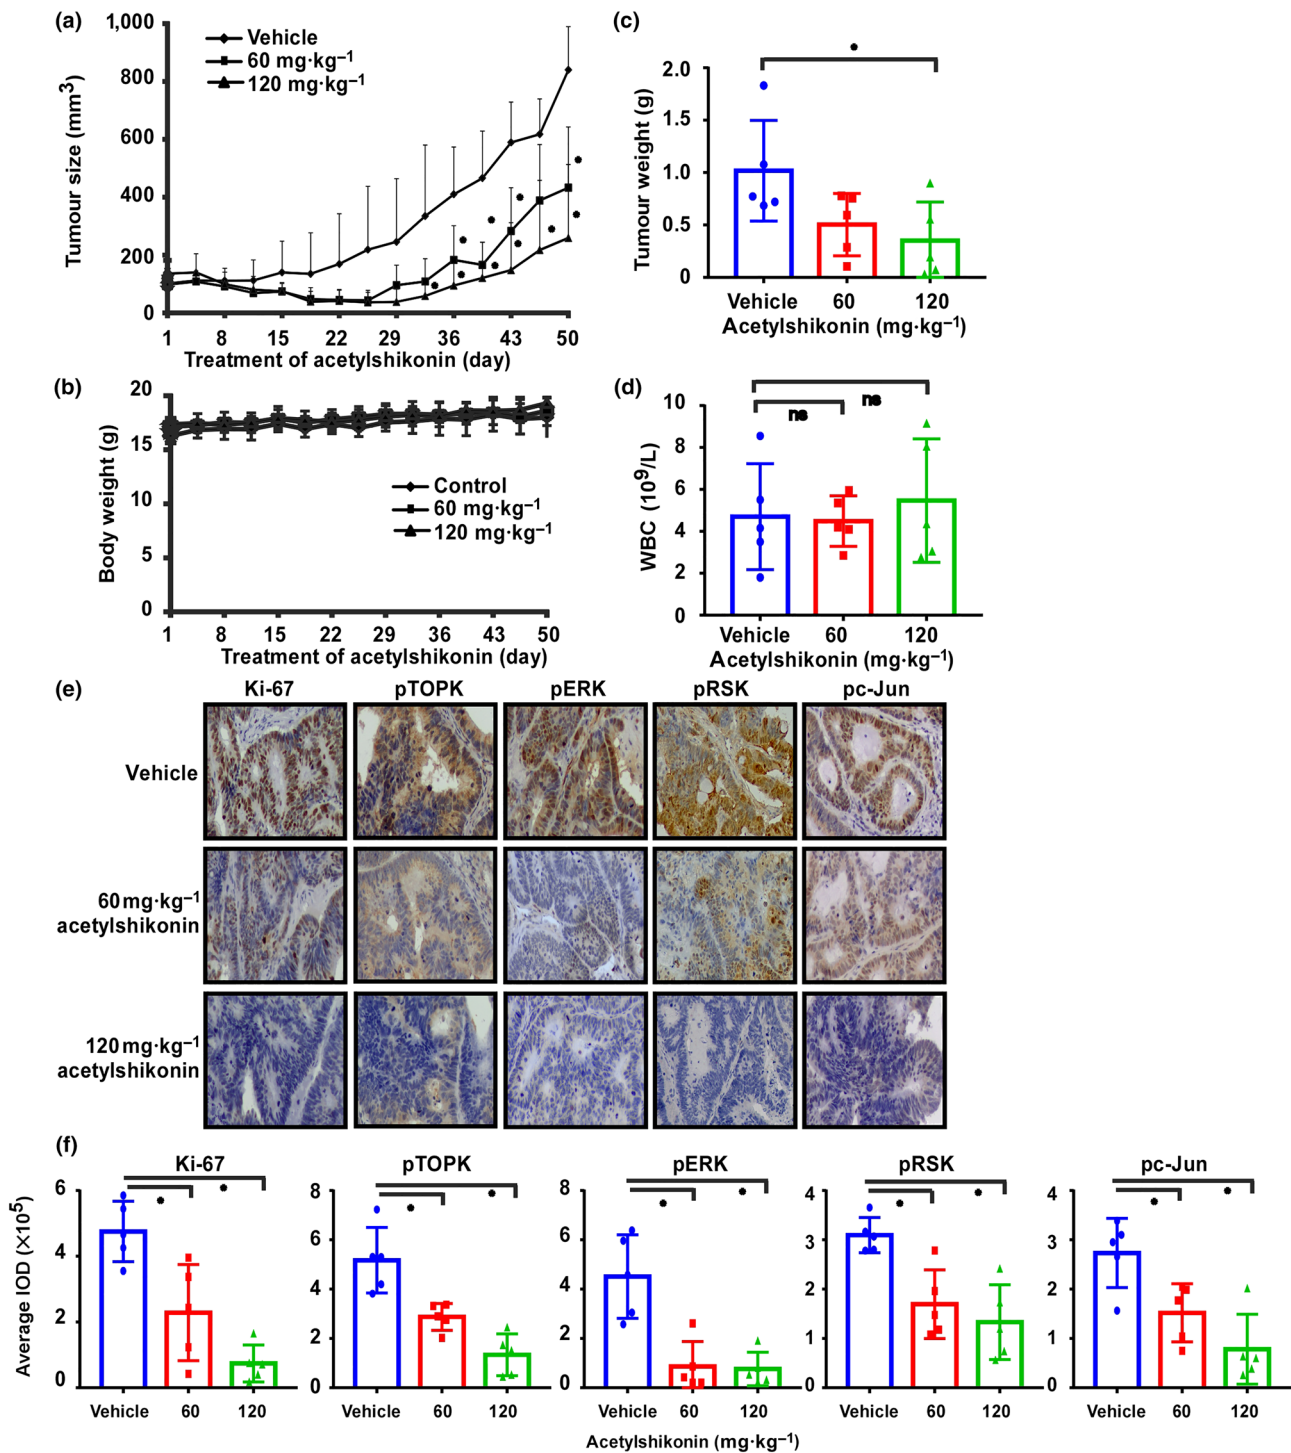 (a)
1,000
800
600
400
200
0
Tumour size (mm³)
Vehicle
60 mg·kg⁻¹
120 mg·kg⁻¹
1 8 15 22 29 36 43 50
Treatment of acetylshikonin (day)
(c)
2.0
1.5
1.0
0.5
0
Tumour weight (g)
Vehicle 60 120
Acetylshikonin (mg·kg⁻¹)
(b)
20
15
10
5
0
Body weight (g)
Control
60 mg·kg⁻¹
120 mg·kg⁻¹
1 8 15 22 29 36 43 50
Treatment of acetylshikonin (day)
(d)
ns ns
10
8
6
4
2
0
WBC (10⁹/L)
Vehicle 60 120
Acetylshikonin (mg·kg⁻¹)
(e)
Ki-67 pTOPK pERK pRSK pc-Jun
Vehicle
60 mg·kg⁻¹
acetylshikonin
120 mg·kg⁻¹
acetylshikonin
(f)
Ki-67 pTOPK pERK pRSK pc-Jun
Average IOD (×10⁵)
6
4
2
0
Vehicle 60 120
8
6
4
2
0
Vehicle 60 120
8
6
4
2
0
Vehicle 60 120
4
3
2
1
0
Vehicle 60 120
4
3
2
1
0
Vehicle 60 120
Acetylshikonin (mg·kg⁻¹)